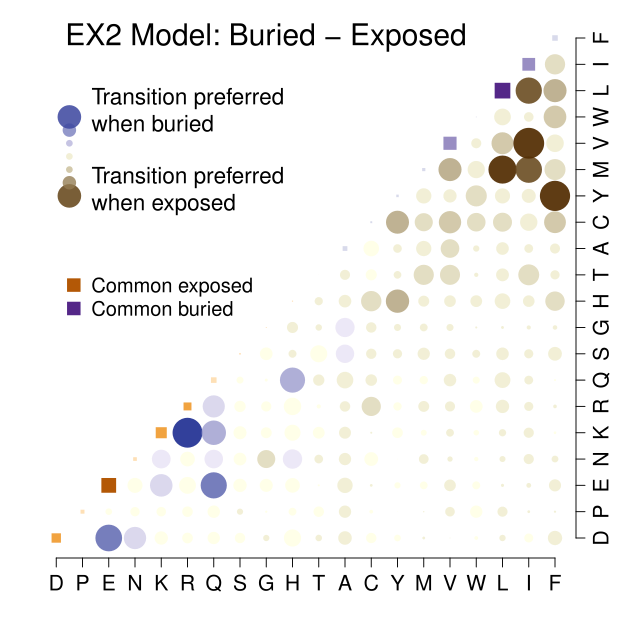 EX2 Model: Buried − Exposed
Transition preferred
when buried
Transition preferred
when exposed
Common exposed
Common buried
F
I
L
W
V
M
Y
C
A
T
H
G
S
Q
R
K
N
E
P
D
D P E N K R Q S G H T A C Y M V W L I F